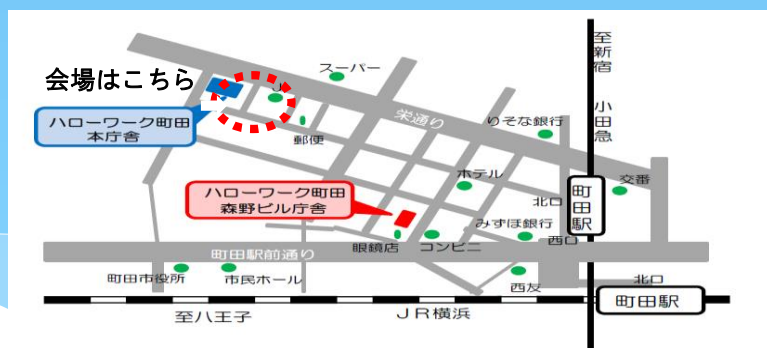 至新宿
小田急
会場はこちら
スーパー
栄通り
りそな銀行
ハローワーク町田
本庁舎
郵便
ホテル
交番
北口
町田駅
ハローワーク町田
森野ビル庁舎
みずほ銀行
西口
眼鏡店
コンビニ
町田駅前通り
町田市役所
市民ホール
西友
北口
町田駅
至八王子
JR横浜